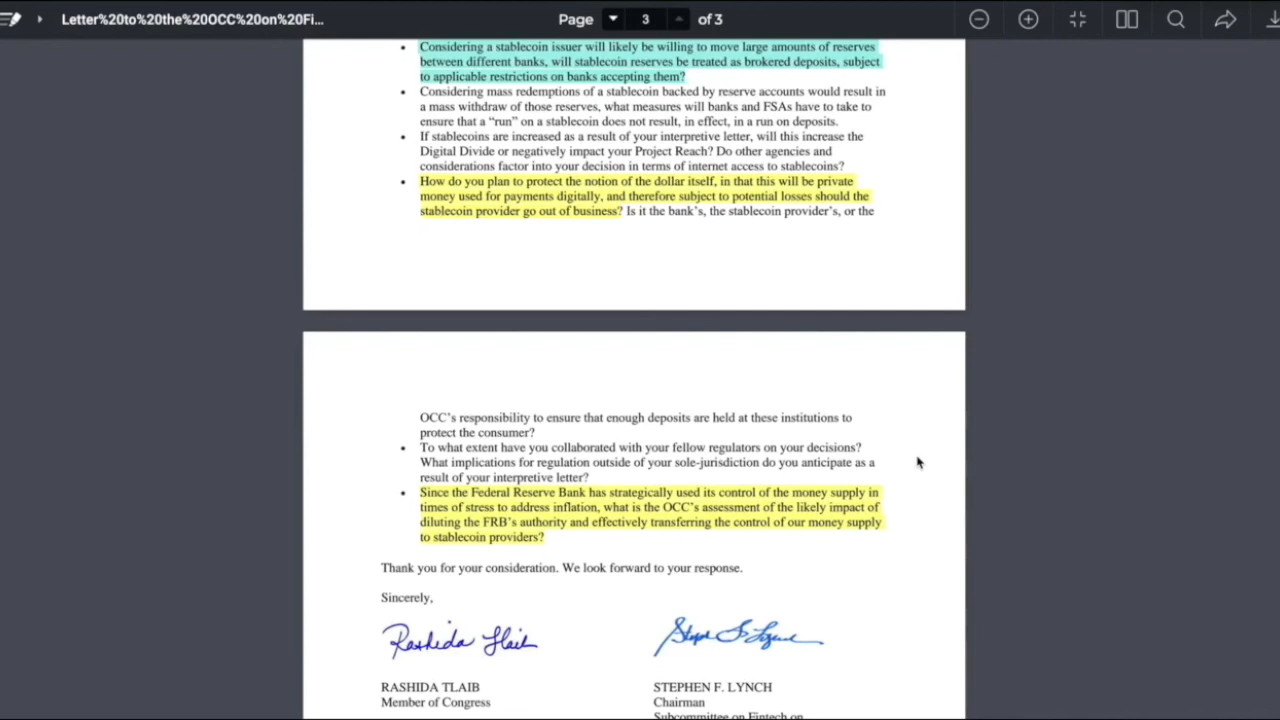 Letter%20to%20the%20OCC%20on%20Fi...
Page 3 of 3
• Considering a stablecoin issuer will likely be willing to move large amounts of reserves
between different banks, will stablecoin reserves be treated as brokered deposits, subject
to applicable restrictions on banks accepting them?
• Considering mass redemptions of a stablecoin backed by reserve accounts would result in
a mass withdraw of those reserves, what measures will banks and FSAs have to take to
ensure that a “run” on a stablecoin does not result, in effect, in a run on deposits.
• If stablecoins are increased as a result of your interpretive letter, will this increase the
Digital Divide or negatively impact your Project Reach? Do other agencies and
considerations factor into your decision in terms of internet access to stablecoins?
• How do you plan to protect the notion of the dollar itself, in that this will be private
money used for payments digitally, and therefore subject to potential losses should the
stablecoin provider go out of business? Is it the bank’s, the stablecoin provider’s, or the
OCC’s responsibility to ensure that enough deposits are held at these institutions to
protect the consumer?
• To what extent have you collaborated with your fellow regulators on your decisions?
What implications for regulation outside of your sole-jurisdiction do you anticipate as a
result of your interpretive letter?
• Since the Federal Reserve Bank has strategically used its control of the money supply in
times of stress to address inflation, what is the OCC’s assessment of the likely impact of
diluting the FRB’s authority and effectively transferring the control of our money supply
to stablecoin providers?
Thank you for your consideration. We look forward to your response.
Sincerely,
Rashida Tlaib
RASHIDA TLAIB
Member of Congress
STEPHEN F. LYNCH
Chairman
Subcommittee on Fintech on